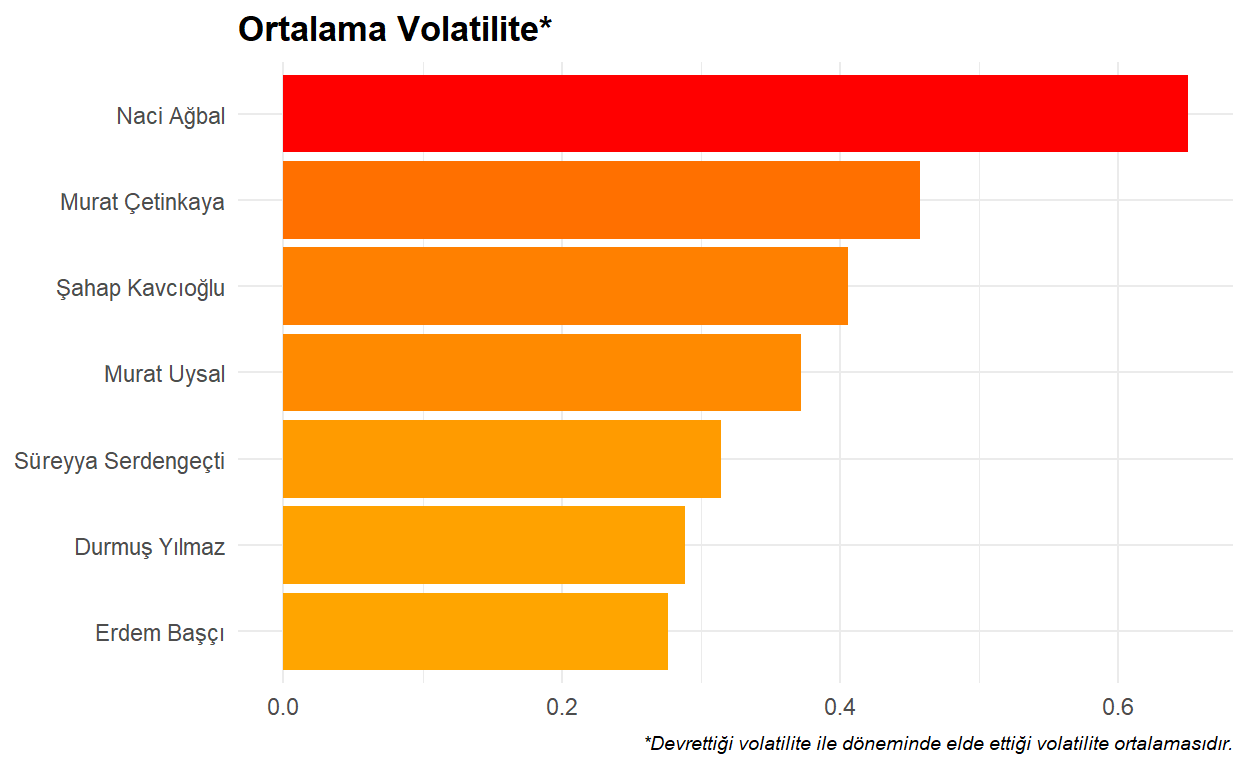 Ortalama Volatilite*
Naci Ağbal
Murat Çetinkaya
Şahap Kavcıoğlu
Murat Uysal
Süreyya Serdengeçti
Durmuş Yılmaz
Erdem Başçı
0.0 0.2 0.4 0.6
*Devrettiği volatilite ile döneminde elde ettiği volatilite ortalamasıdır.